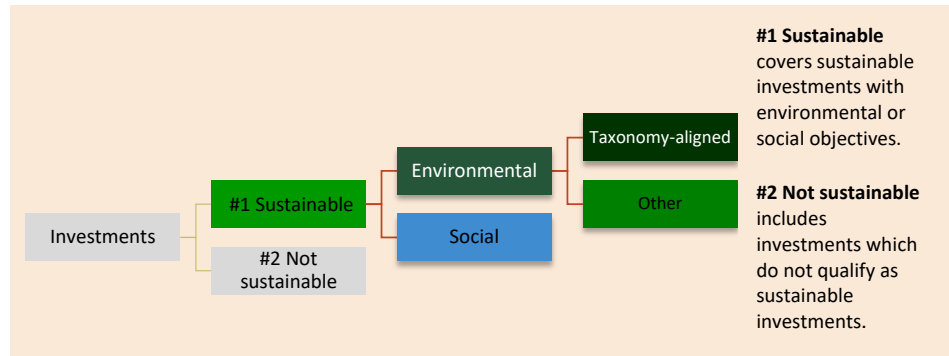 Investments
#1 Sustainable
#2 Not
sustainable
Environmental
Social
Taxonomy-aligned
Other
#1 Sustainable
covers sustainable
investments with
environmental or
social objectives.
#2 Not sustainable
includes
investments which
do not qualify as
sustainable
investments.